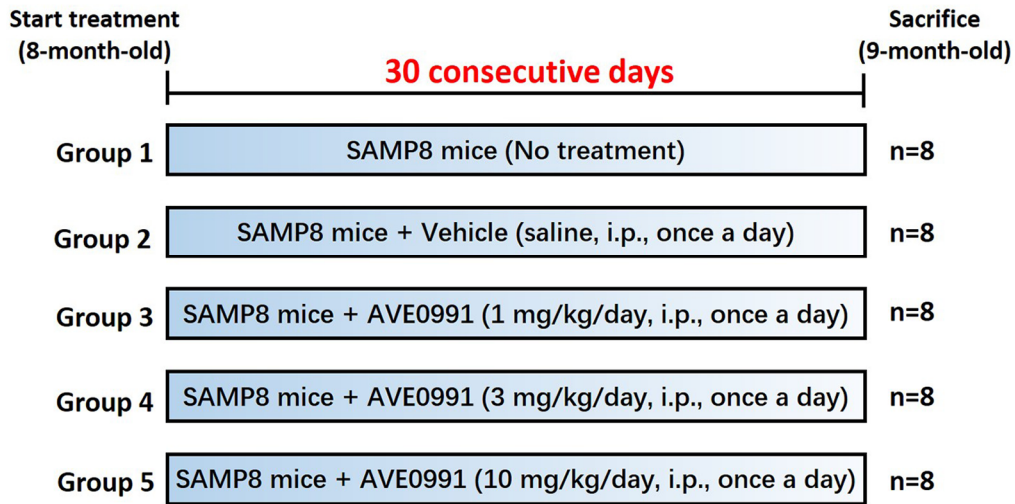 Start treatment
(8-month-old)
Sacrifice
(9-month-old)
30 consecutive days
Group 1
SAMP8 mice (No treatment)
n=8
Group 2
SAMP8 mice + Vehicle (saline, i.p., once a day)
n=8
Group 3
SAMP8 mice + AVE0991 (1 mg/kg/day, i.p., once a day)
n=8
Group 4
SAMP8 mice + AVE0991 (3 mg/kg/day, i.p., once a day)
n=8
Group 5
SAMP8 mice + AVE0991 (10 mg/kg/day, i.p., once a day)
n=8